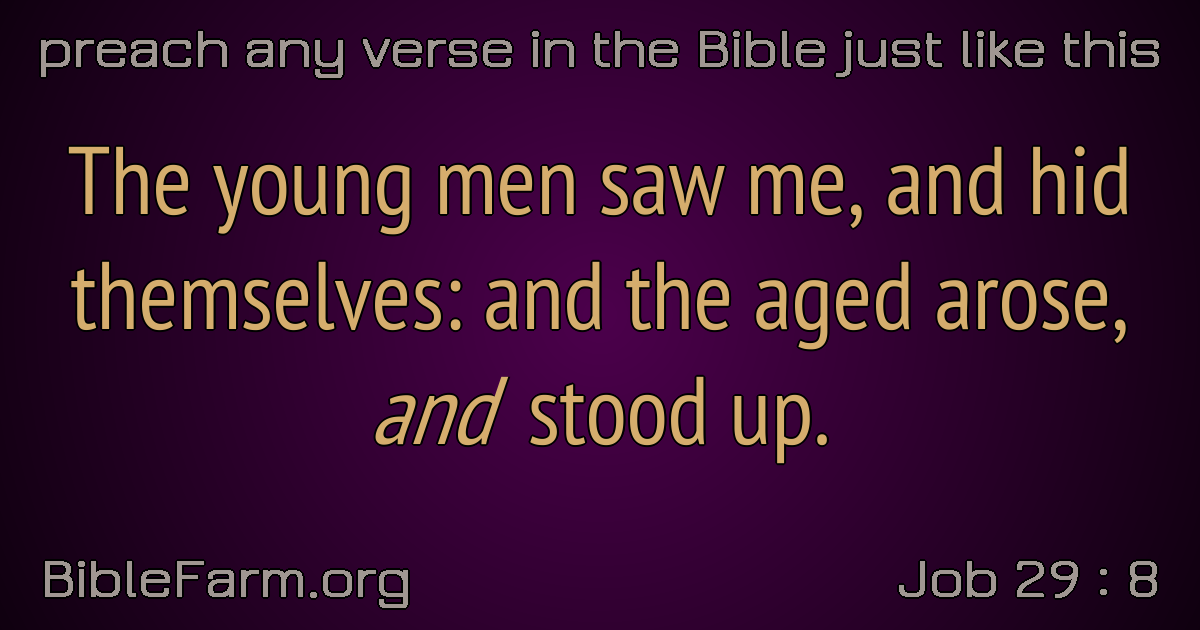 preach any verse in the Bible just like this
The young men saw me, and hid
themselves: and the aged arose,
and stood up.
BibleFarm.org
Job 29 : 8